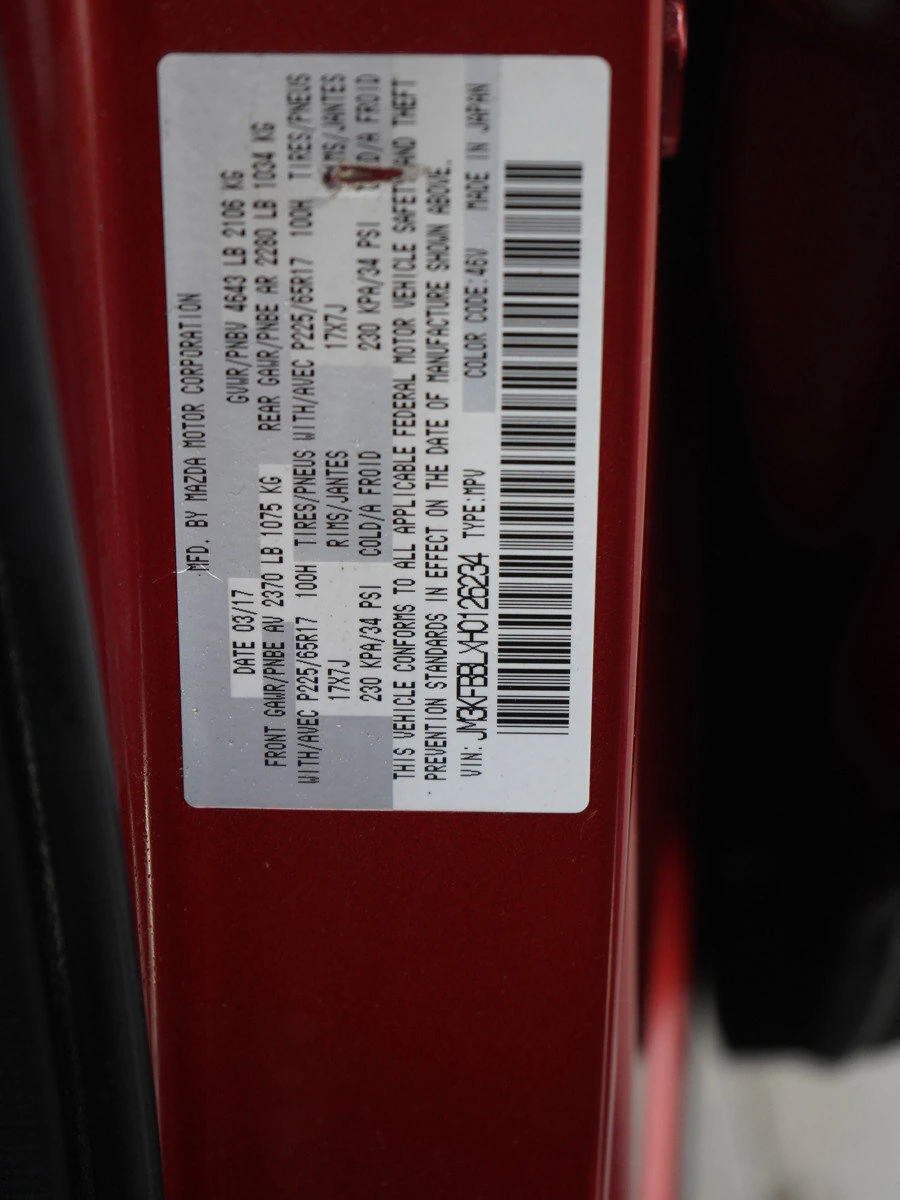 MFD. BY MAZDA MOTOR CORPORATION
DATE 03/17 GVWR/PNBV 4643 LB 2106 KG
FRONT GAWR/PNBE AV 2370 LB 1075 KG REAR GAWR/PNBE AR 2280 LB 1034 KG
WITH/AVEC P225/65R17 100H TIRES/PNEUS WITH/AVEC P225/65R17 100H TIRES/PNEUS
17X7J RIMS/JANTES 17X7J
230 KPA/34 PSI COLD/A FROID 230 KPA/34 PSI FROID
THIS VEHICLE CONFORMS TO ALL APPLICABLE FEDERAL MOTOR VEHICLE SAFETY AND THEFT
PREVENTION STANDARDS IN EFFECT ON THE DATE OF MANUFACTURE SHOWN ABOVE.
VIN: JM3KFBBLXH0126234 TYPE:MPV COLOR CODE:46V MADE IN JAPAN